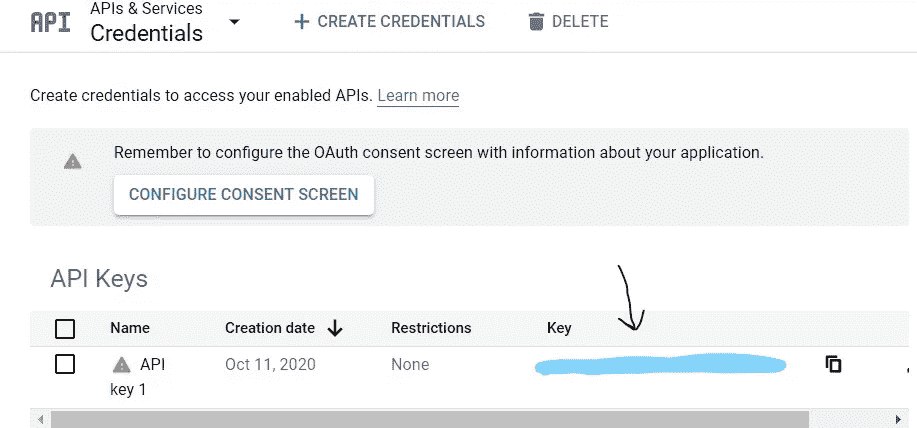 API
APIs & Services
Credentials
CREATE CREDENTIALS
DELETE
Create credentials to access your enabled APIs. Learn more
Remember to configure the OAuth consent screen with information about your application.
CONFIGURE CONSENT SCREEN
API Keys
Name Creation date Restrictions Key
API Oct 11, 2020 None
key 1